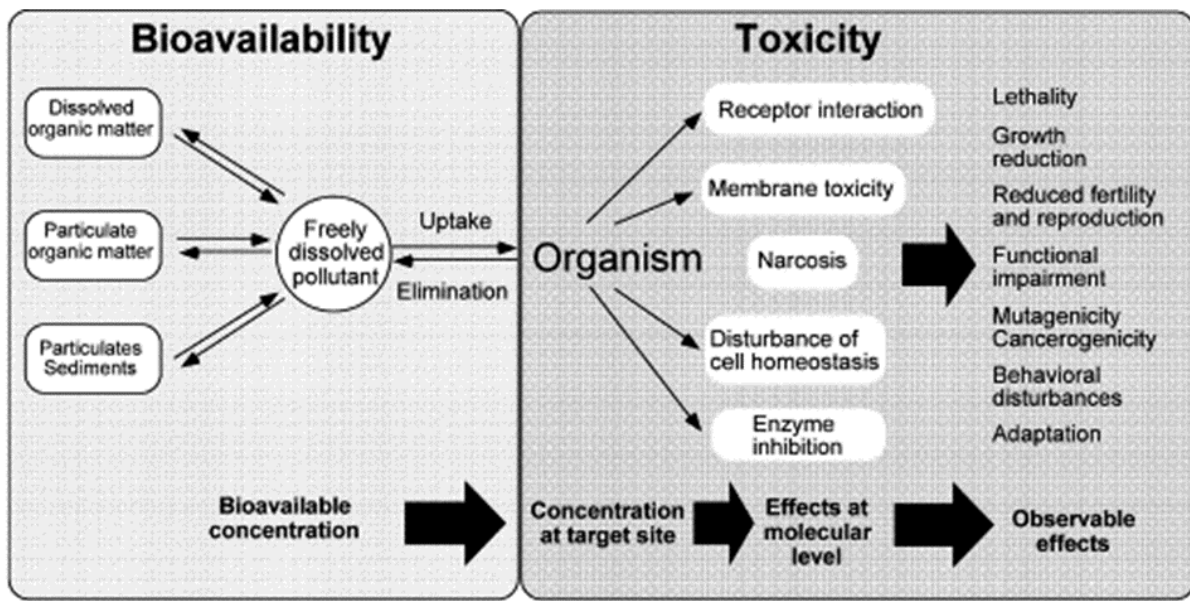 Bioavailability
Dissolved
organic matter
Particulate
organic matter
Particulates
Sediments
Freely
dissolved
pollutant
Uptake
Elimination
Bioavailable
concentration
Toxicity
Organism
Receptor interaction
Membrane toxicity
Narcosis
Disturbance of
cell homeostasis
Enzyme
inhibition
Lethality
Growth
reduction
Reduced fertility
and reproduction
Functional
impairment
Mutagenicity
Cancerogenicity
Behavioral
disturbances
Adaptation
Concentration
at target site
Effects at
molecular
level
Observable
effects